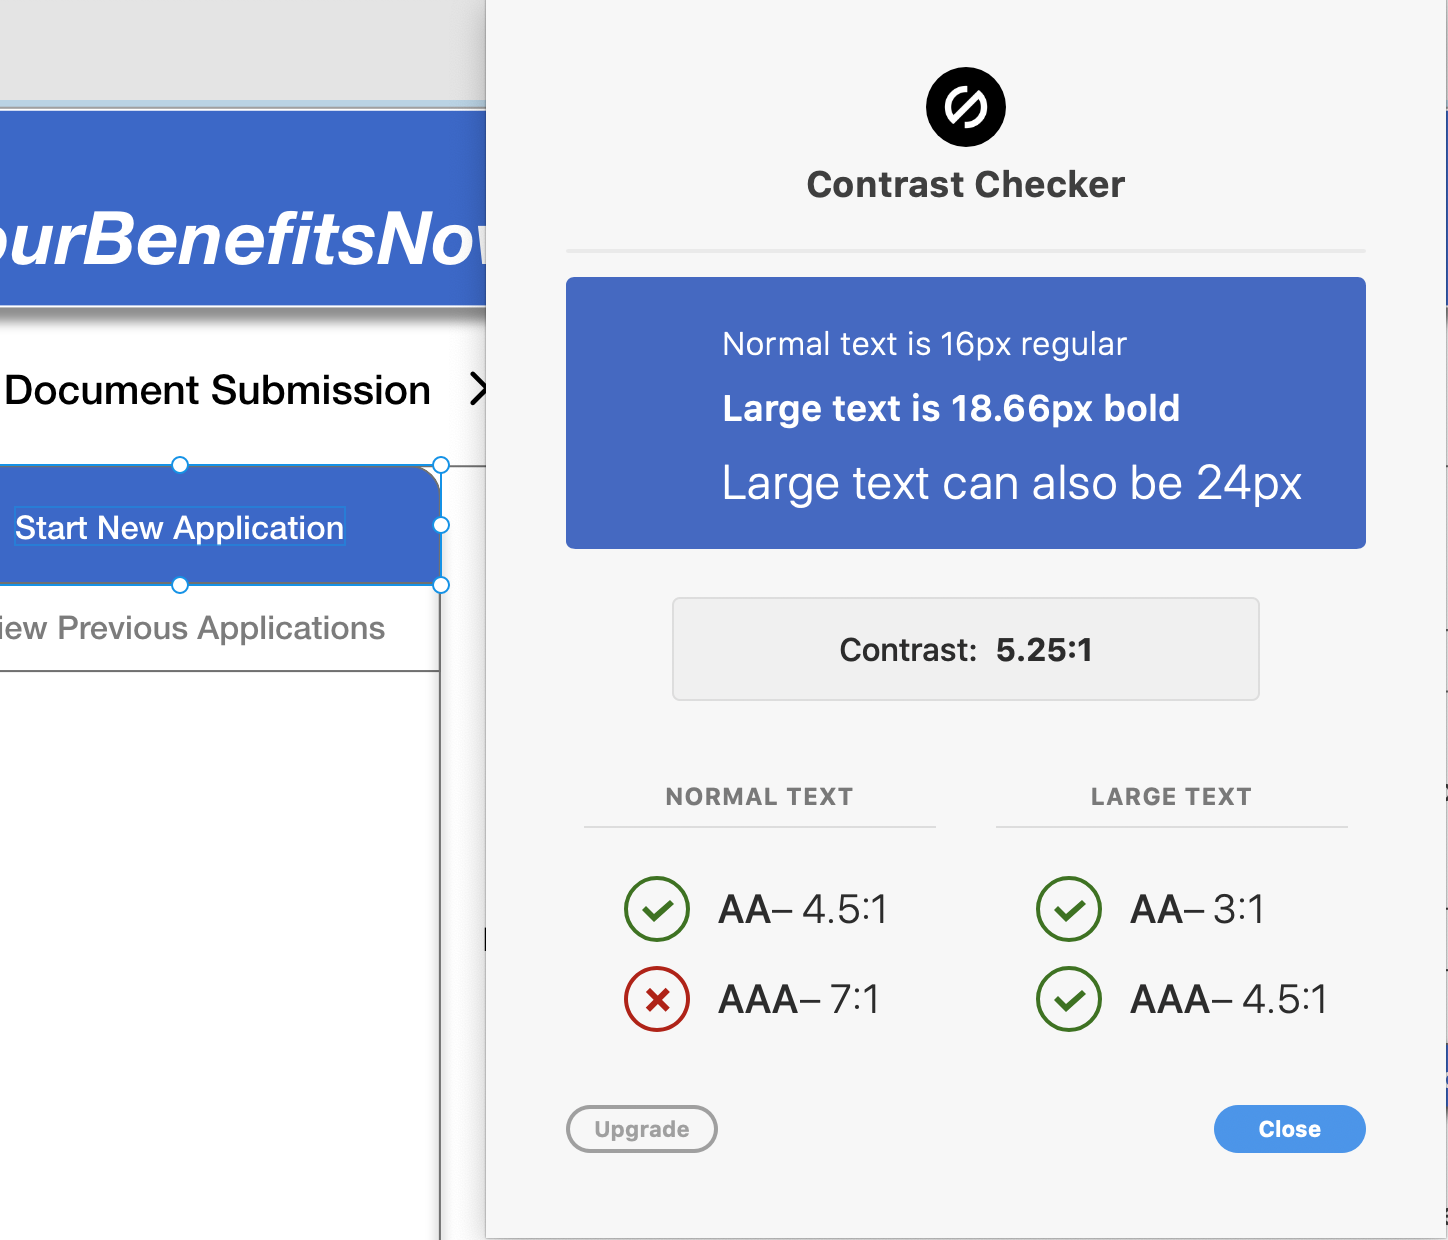 ourBenefitsNow
Document Submission
Start New Application
iew Previous Applications
Contrast Checker
Normal text is 16px regular
Large text is 18.66px bold
Large text can also be 24px
Contrast: 5.25:1
NORMAL TEXT
LARGE TEXT
AA– 4.5:1
AA– 3:1
AAA– 7:1
AAA– 4.5:1
Upgrade
Close